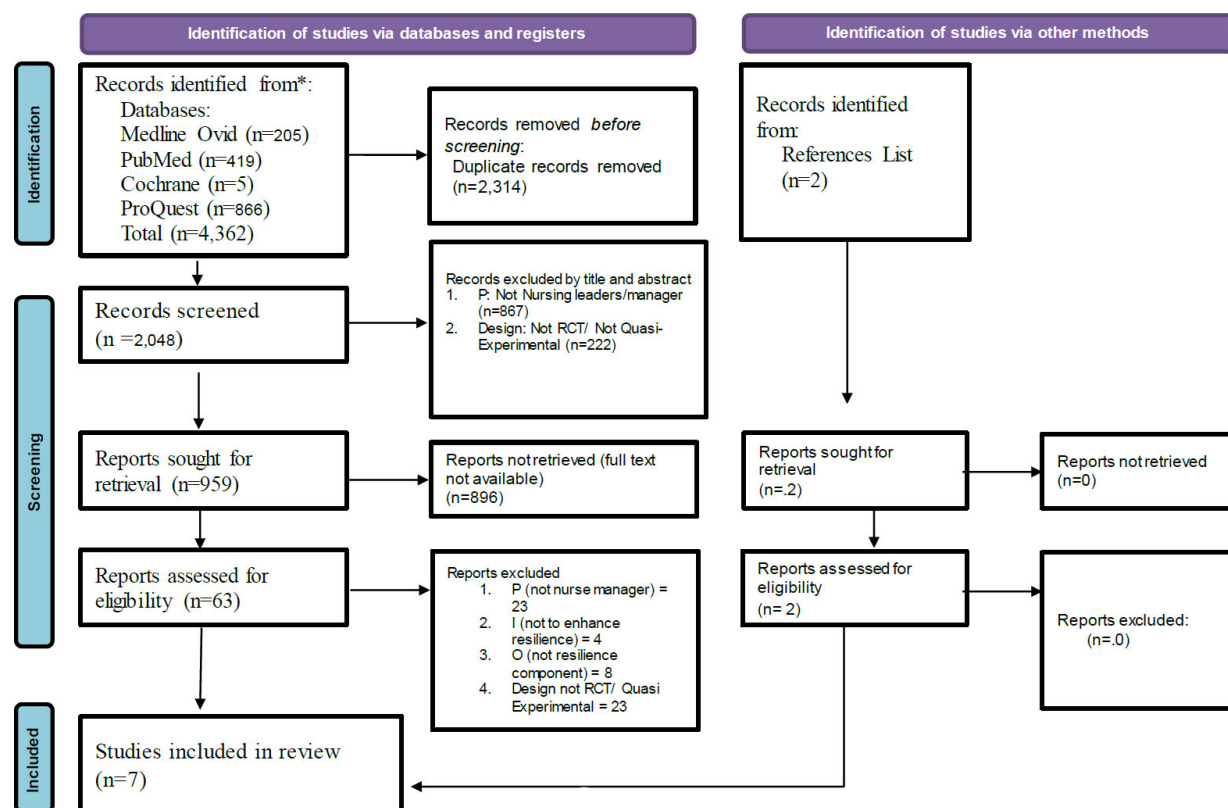 Identification of studies via databases and registers
Identification of studies via other methods
Identification
Records identified from*:
Databases:
Medline Ovid (n=205)
PubMed (n=419)
Cochrane (n=5)
ProQuest (n=866)
Total (n=4,362)
Records removed before
screening:
Duplicate records removed
(n=2,314)
Records identified
from:
References List
(n=2)
Screening
Records screened
(n =2,048)
Records excluded by title and abstract
1. P: Not Nursing leaders/manager
(n=867)
2. Design: Not RCT/ Not Quasi-
Experimental (n=222)
Reports sought for
retrieval (n=959)
Reports not retrieved (full text
not available)
(n=896)
Reports sought for
retrieval
(n=.2)
Reports not retrieved
(n=0)
Reports assessed for
eligibility (n=63)
Reports excluded
1. P (not nurse manager) =
23
2. I (not to enhance
resilience) = 4
3. O (not resilience
component) = 8
4. Design not RCT/ Quasi
Experimental = 23
Reports assessed for
eligibility
(n= 2)
Reports excluded:
(n=.0)
Included
Studies included in review
(n=7)